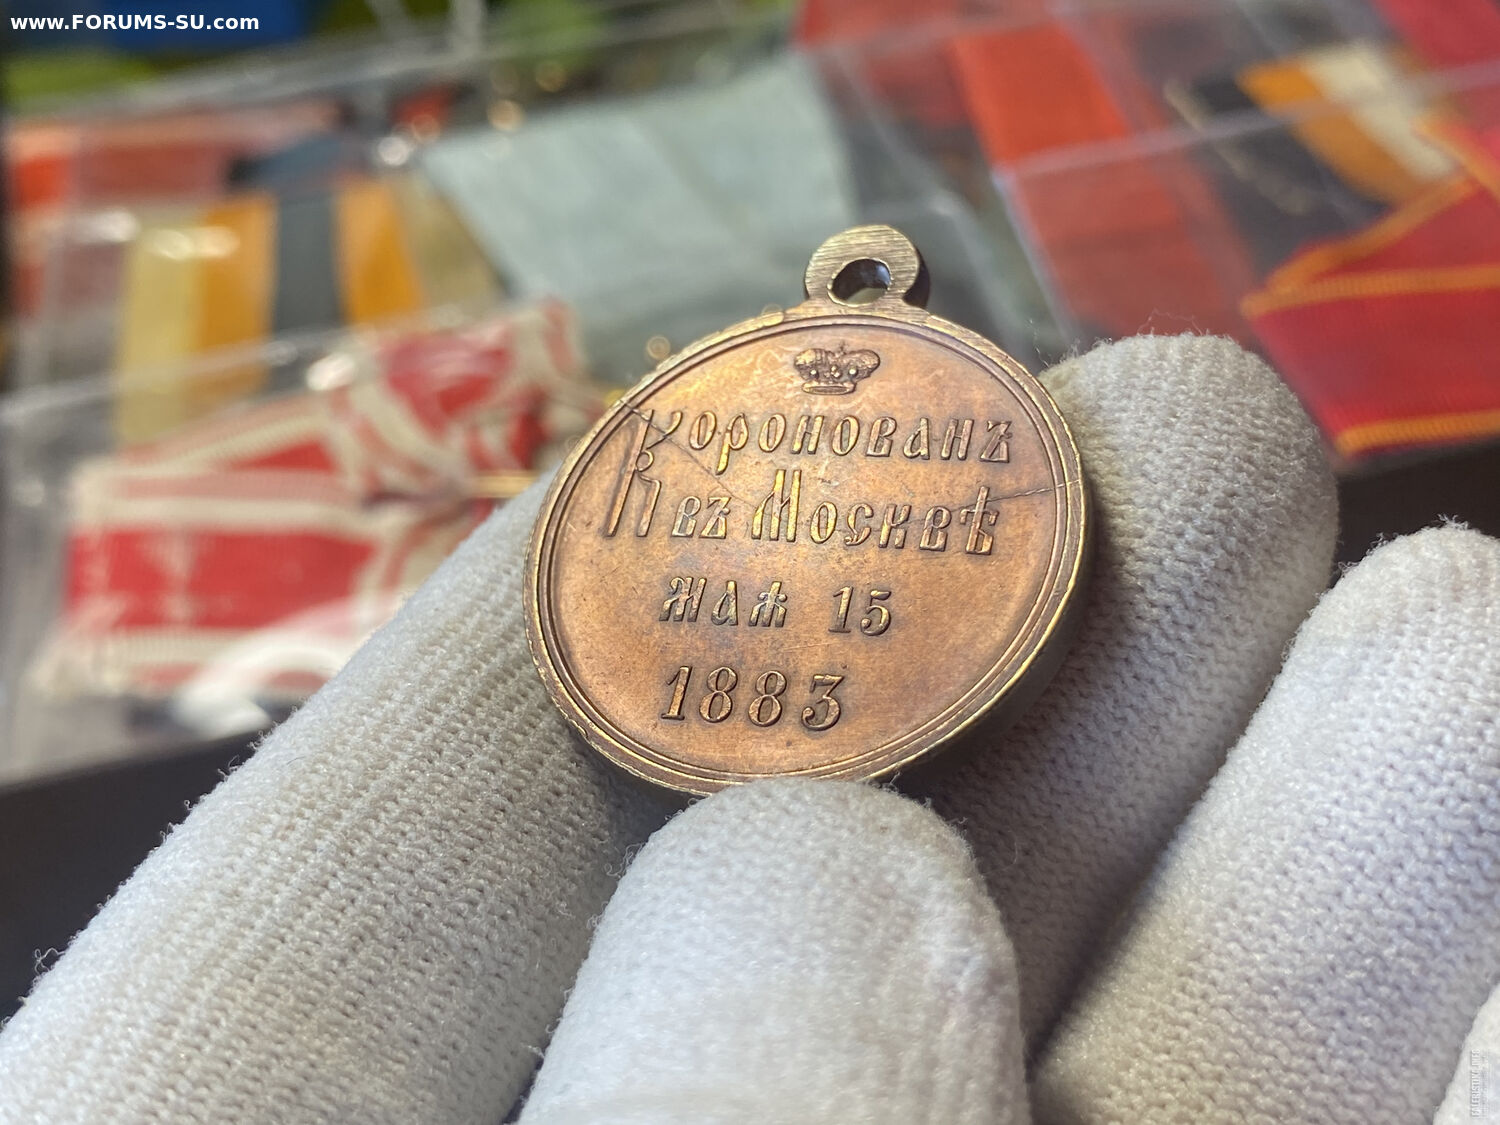 www.FORUMS-SU.com
Коронованъ
въ Москвѣ
маѧ 15
1883